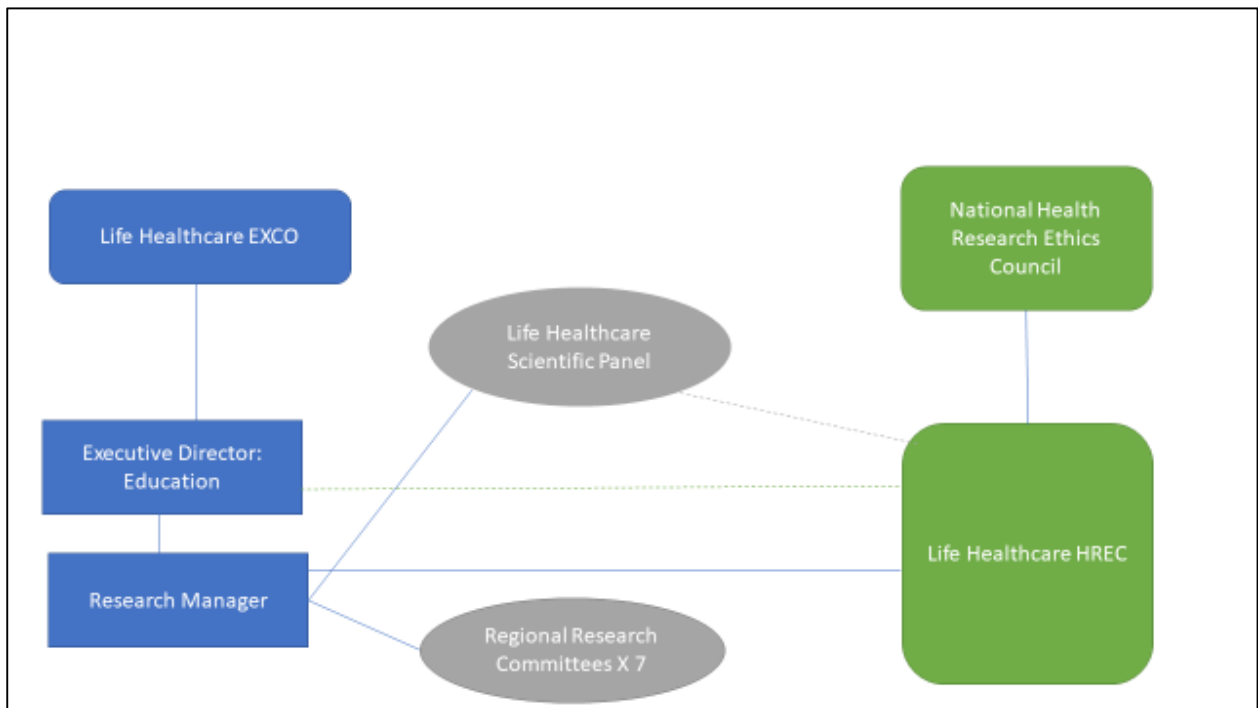 Life Healthcare EXCO
National Health
Research Ethics
Council
Life Healthcare
Scientific Panel
Executive Director:
Education
Life Healthcare HREC
Research Manager
Regional Research
Committees X 7